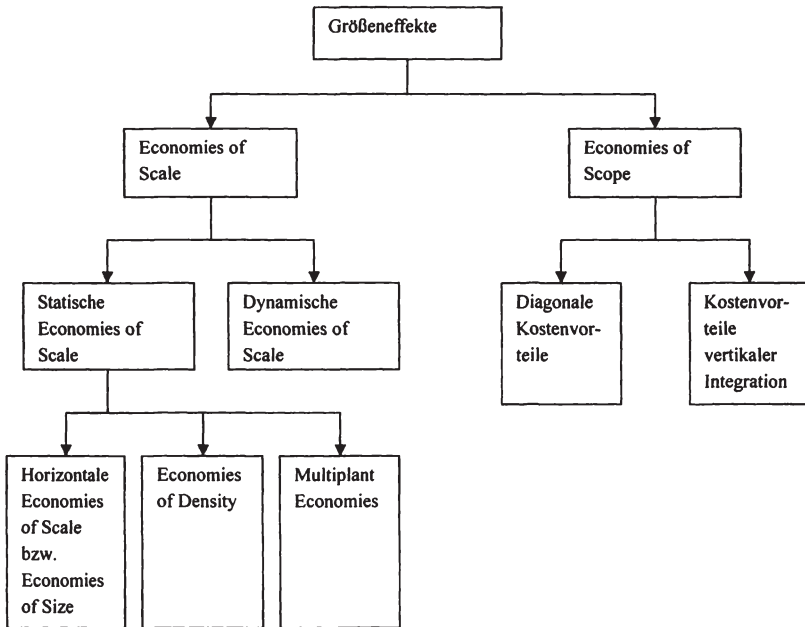 Größeneffekte
Economies of
Scale
Economies of
Scope
Statische
Economies of
Scale
Dynamische
Economies of
Scale
Diagonale
Kostenvor-
teile
Kostenvor-
teile
vertikaler
Integration
Horizontale
Economies
of Scale
bzw.
Economies
of Size
Economies
of Density
Multiplant
Economies